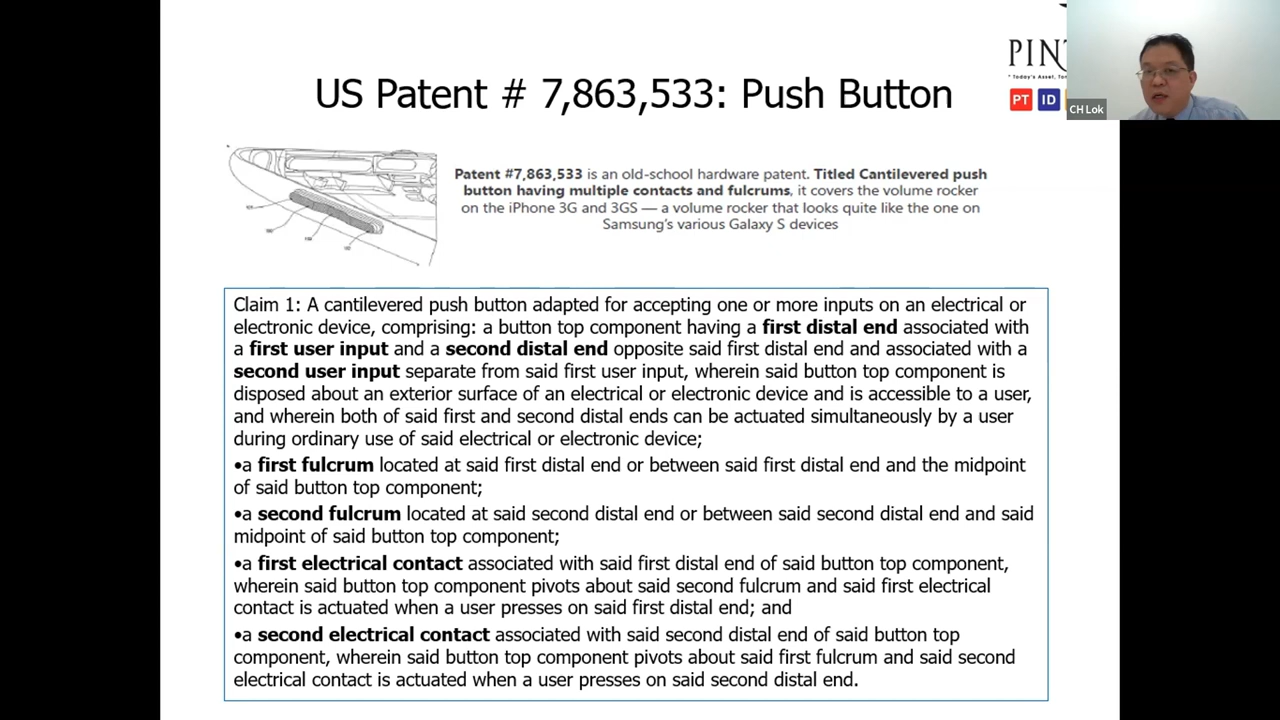 US Patent # 7,863,533: Push Button
PT ID
CH Lok
Patent #7,863,533 is an old-school hardware patent. Titled Cantilevered push
button having multiple contacts and fulcrums, it covers the volume rocker
on the iPhone 3G and 3GS — a volume rocker that looks quite like the one on
Samsung's various Galaxy S devices
Claim 1: A cantilevered push button adapted for accepting one or more inputs on an electrical or
electronic device, comprising: a button top component having a first distal end associated with
a first user input and a second distal end opposite said first distal end and associated with a
second user input separate from said first user input, wherein said button top component is
disposed about an exterior surface of an electrical or electronic device and is accessible to a user,
and wherein both of said first and second distal ends can be actuated simultaneously by a user
during ordinary use of said electrical or electronic device;
•a first fulcrum located at said first distal end or between said first distal end and the midpoint
of said button top component;
•a second fulcrum located at said second distal end or between said second distal end and said
midpoint of said button top component;
•a first electrical contact associated with said first distal end of said button top component,
wherein said button top component pivots about said second fulcrum and said first electrical
contact is actuated when a user presses on said first distal end; and
•a second electrical contact associated with said second distal end of said button top
component, wherein said button top component pivots about said first fulcrum and said second
electrical contact is actuated when a user presses on said second distal end.